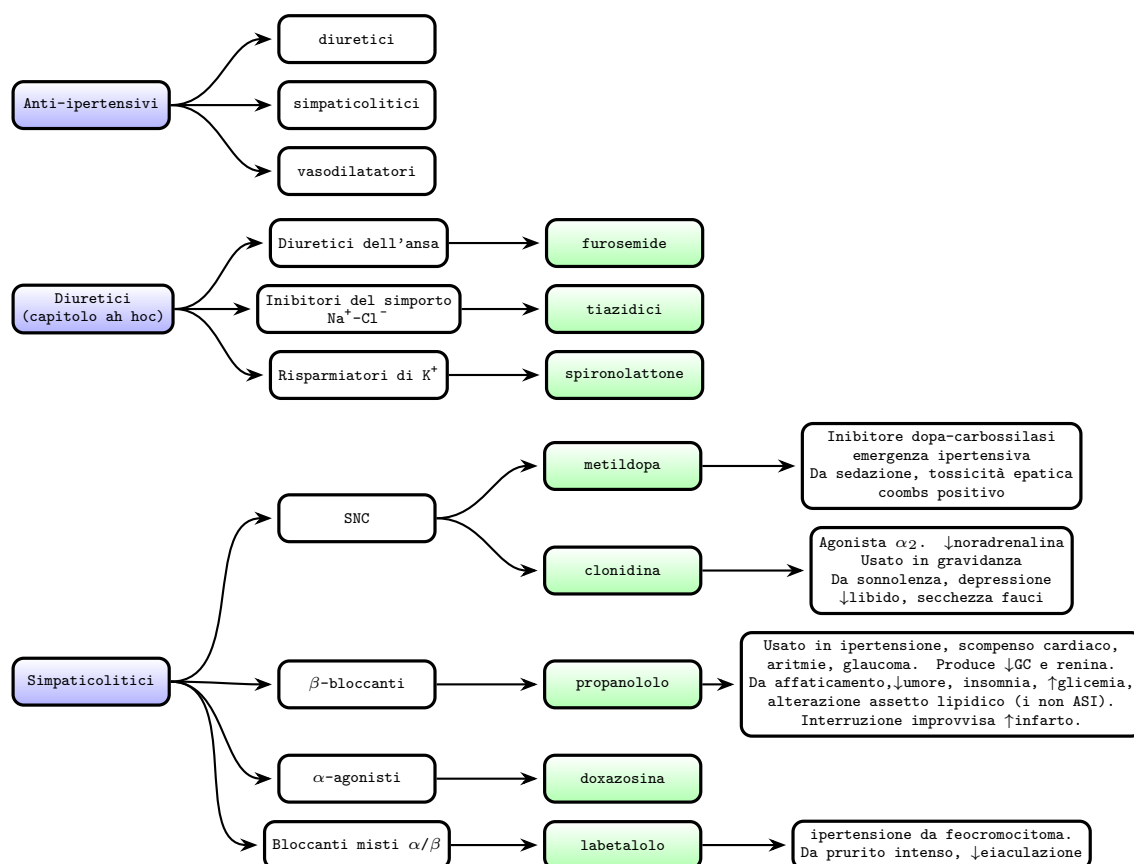 diuretici
Anti-ipertensivi
simpaticolitici
vasodilatatori
Diuretici dell'ansa
furosemide
Diuretici
(capitolo ah hoc)
Inibitori del simporto
Na⁺-Cl⁻
tiazidici
Risparmiatori di K⁺
spironolattone
Simpaticolitici
SNC
metildopa
Inibitore dopa-carbossilasi
emergenza ipertensiva
Da sedazione, tossicità epatica
coombs positivo
clonidina
Agonista α2. ↓noradrenalina
Usato in gravidanza
Da sonnolenza, depressione
↓libido, secchezza fauci
β-bloccanti
propanololo
Usato in ipertensione, scompenso cardiaco,
aritmie, glaucoma. Produce ↓GC e renina.
Da affaticamento,↓umore, insomnia, ↑glicemia,
alterazione assetto lipidico (i non ASI).
Interruzione improvvisa ↑infarto.
α-agonisti
doxazosina
Bloccanti misti α/β
labetalolo
ipertensione da feocromocitoma.
Da prurito intenso, ↓eiaculazione